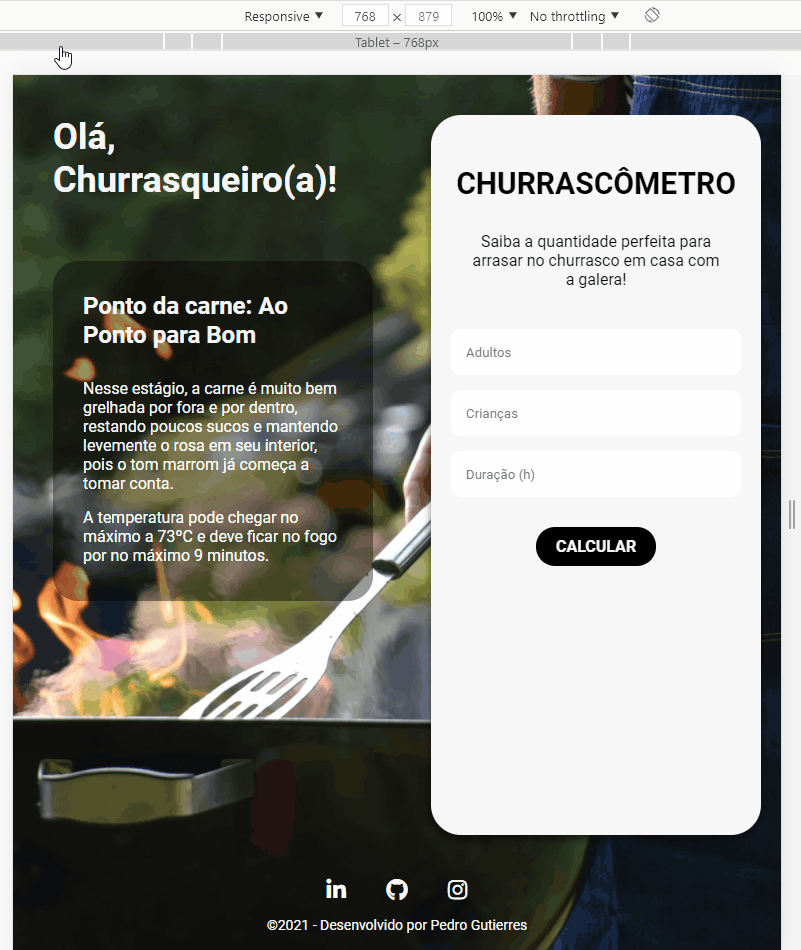 Responsive ▼ 768 × 879 100% ▼ No throttling ▼
Tablet – 768px
Olá,
Churrasqueiro(a)!
Ponto da carne: Ao
Ponto para Bom
Nesse estágio, a carne é muito bem
grelhada por fora e por dentro,
restando poucos sucos e mantendo
levemente o rosa em seu interior,
pois o tom marrom já começa a
tomar conta.
A temperatura pode chegar no
máximo a 73ºC e deve ficar no fogo
por no máximo 9 minutos.
CHURRASCÔMETRO
Saiba a quantidade perfeita para
arrasar no churrasco em casa com
a galera!
Adultos
Crianças
Duração (h)
CALCULAR
in
©2021 - Desenvolvido por Pedro Gutierres